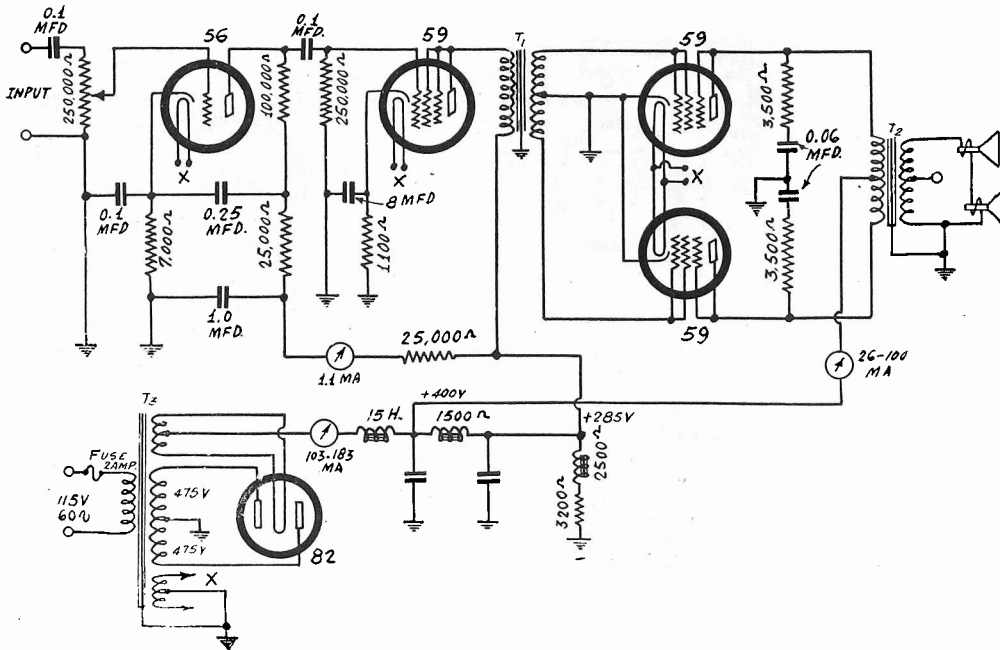 0.1
MFD
INPUT
250,000Ω
56
100,000Ω
0.1
MFD.
250,000Ω
59
T1
59
3,500Ω
0.06
MFD.
T2
X
X
8 MFD
X
0.1
MFD
0.25
MFD.
7,000Ω
25,000Ω
1100Ω
3,500Ω
1.0
MFD.
59
25,000Ω
1.1 MA
26-100
MA
+400V
T3
15 H.
1500Ω
+285V
103-183
MA
2500Ω
3200Ω
FUSE
2AMP.
115V
60~
475V
475V
82
X